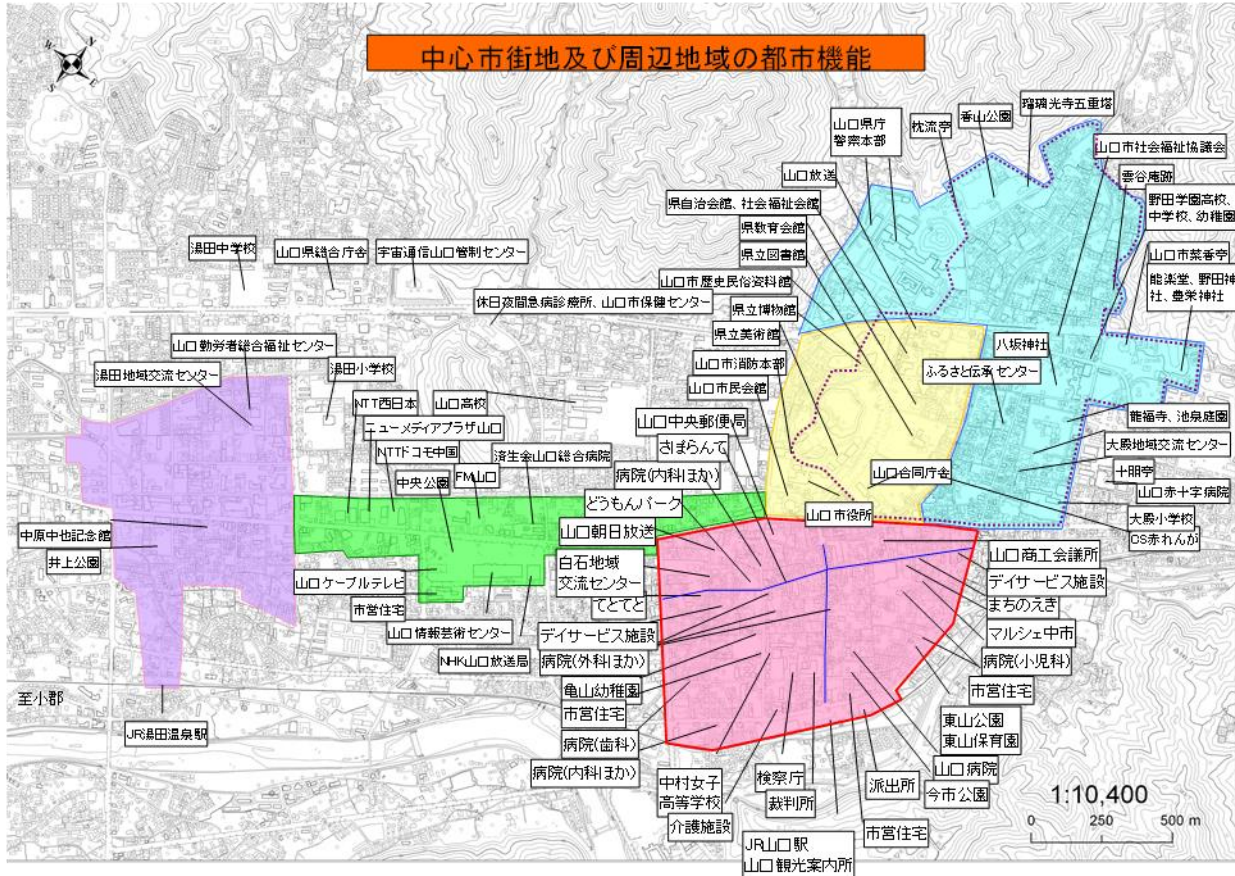 中心市街地及び周辺地域の都市機能
N
W
E
S
瑠璃光寺五重塔
香山公園
枕流亭
山口県庁
警察本部
山口市社会福祉協議会
雲谷庵跡
山口放送
野田学園高校、
中学校、幼稚園
県自治会館、社会福祉会館
県教育会館
県立図書館
山口市菜香亭
能楽堂、野田神
社、豊栄神社
湯田中学校
山口県総合庁舎
宇宙通信山口管制センター
山口市歴史民俗資料館
休日夜間急病診療所、山口市保健センター
県立博物館
県立美術館
山口勤労者総合福祉センター
八坂神社
山口市消防本部
ふるさと伝承センター
湯田地域交流センター
湯田小学校
山口市民会館
NTT西日本
山口高校
山口中央郵便局
龍福寺、池泉庭園
ニューメディアプラザ山口
さぽらんて
大殿地域交流センター
NTTドコモ中国
済生会山口総合病院
病院(内科ほか)
山口合同庁舎
十朋亭
中央公園
FM山口
山口赤十字病院
どうもんパーク
山口市役所
大殿小学校
山口朝日放送
中原中也記念館
CS赤れんが
井上公園
白石地域
交流センター
山口商工会議所
山口ケーブルテレビ
デイサービス施設
市営住宅
てとてと
まちのえき
山口情報芸術センター
デイサービス施設
マルシェ中市
NHK山口放送局
病院(外科ほか)
病院(小児科)
亀山幼稚園
市営住宅
至小郡
市営住宅
東山公園
東山保育園
JR湯田温泉駅
病院(歯科)
病院(内科ほか)
山口病院
中村女子
高等学校
検察庁
派出所
今市公園
裁判所
介護施設
市営住宅
JR山口駅
山口観光案内所
1:10,400
0 250 500 m